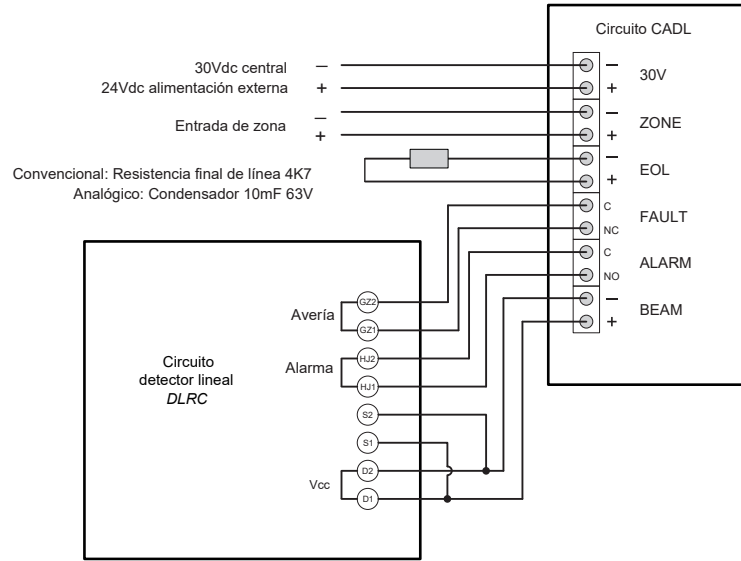 Circuito CADL
30Vdc central –
24Vdc alimentación externa +
– 30V
+
Entrada de zona –
+
– ZONE
+
Convencional: Resistencia final de línea 4K7
Analógico: Condensador 10mF 63V
– EOL
+
C FAULT
NC
C ALARM
NO
– BEAM
+
Avería
GZ2
GZ1
Alarma
HJ2
HJ1
S2
S1
Vcc
D2
D1
Circuito
detector lineal
DLRC